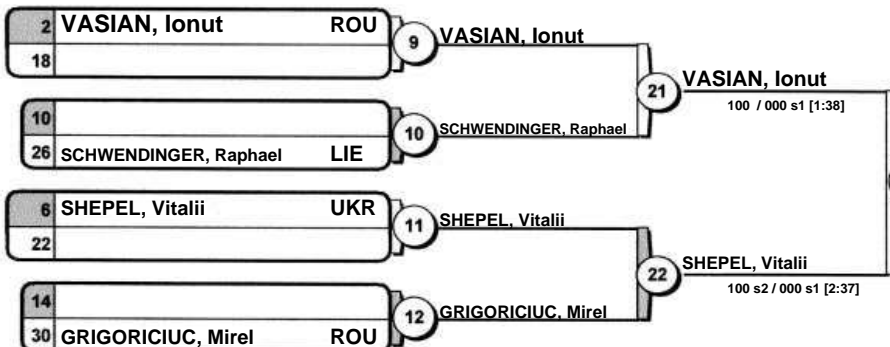 2 VASIAN, Ionut ROU
18
9 VASIAN, Ionut
10
26 SCHWENDINGER, Raphael LIE
10 SCHWENDINGER, Raphael
21 VASIAN, Ionut
100 / 000 s1 [1:38]
6 SHEPEL, Vitalii UKR
22
11 SHEPEL, Vitalii
14
30 GRIGORICIUC, Mirel ROU
12 GRIGORICIUC, Mirel
22 SHEPEL, Vitalii
100 s2 / 000 s1 [2:37]